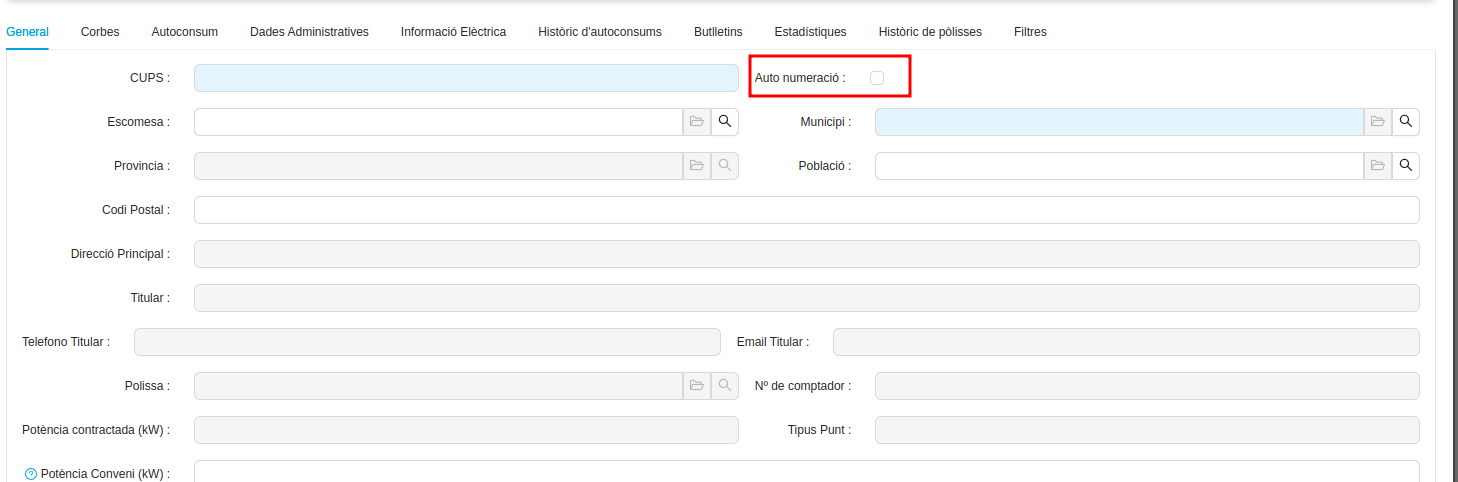 General Corbes Autoconsum Dades Administratives Informació Elèctrica Històric d'autoconsums Butlletins Estadístiques Històric de pòlisses Filtres
CUPS : Auto numeració :
Escomesa : Municipi :
Provincia : Població :
Codi Postal :
Direcció Principal :
Titular :
Telefono Titular : Email Titular :
Polissa : Nº de comptador :
Potència contractada (kW) : Tipus Punt :
? Potència Conveni (kW) :